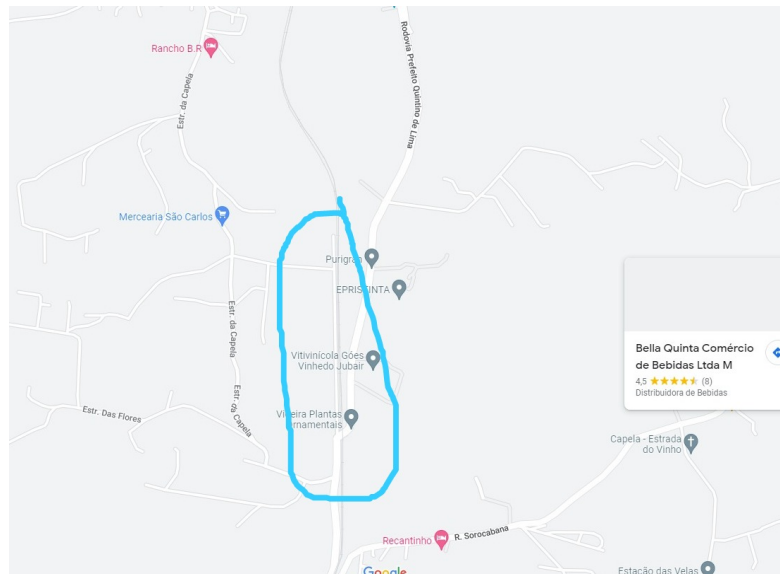 Rancho B.R
Estr. da Capela
Rodovia Prefeito Quintino de Lima
Mercearia São Carlos
Purigran
EPRISTINTA
Estr. da Capela
Vitivinícola Góes
Vinhedo Jubair
Bella Quinta Comércio
de Bebidas Ltda M
4,5 (8)
Distribuidora de Bebidas
Estr. da Capela
Estr. Das Flores
Plantas
Capela - Estrada
do Vinho
R. Sorocabana
Recantinho
Google
Estação das Velas